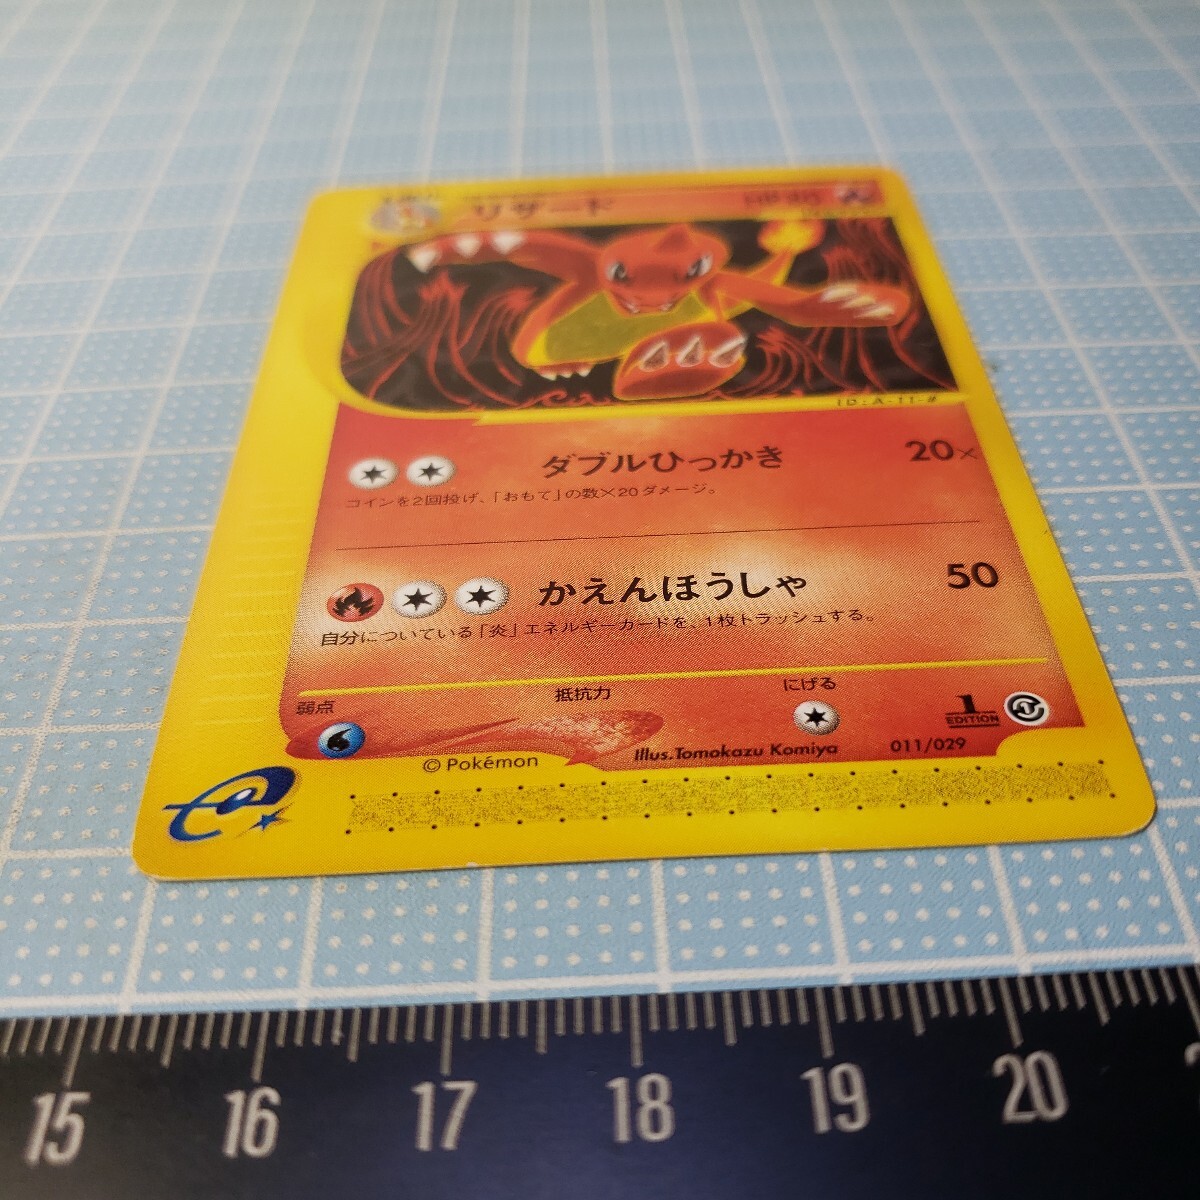 リザード
ID:A-11-#
ダブルひっかき 20×
コインを2回投げ、「おもて」の数×20ダメージ。
かえんほうしゃ 50
自分についている「炎」エネルギーカードを、1枚トラッシュする。
弱点 抵抗力 にげる
1 EDITION
© Pokémon Illus.Tomokazu Komiya 011/029
15 16 17 18 19 20